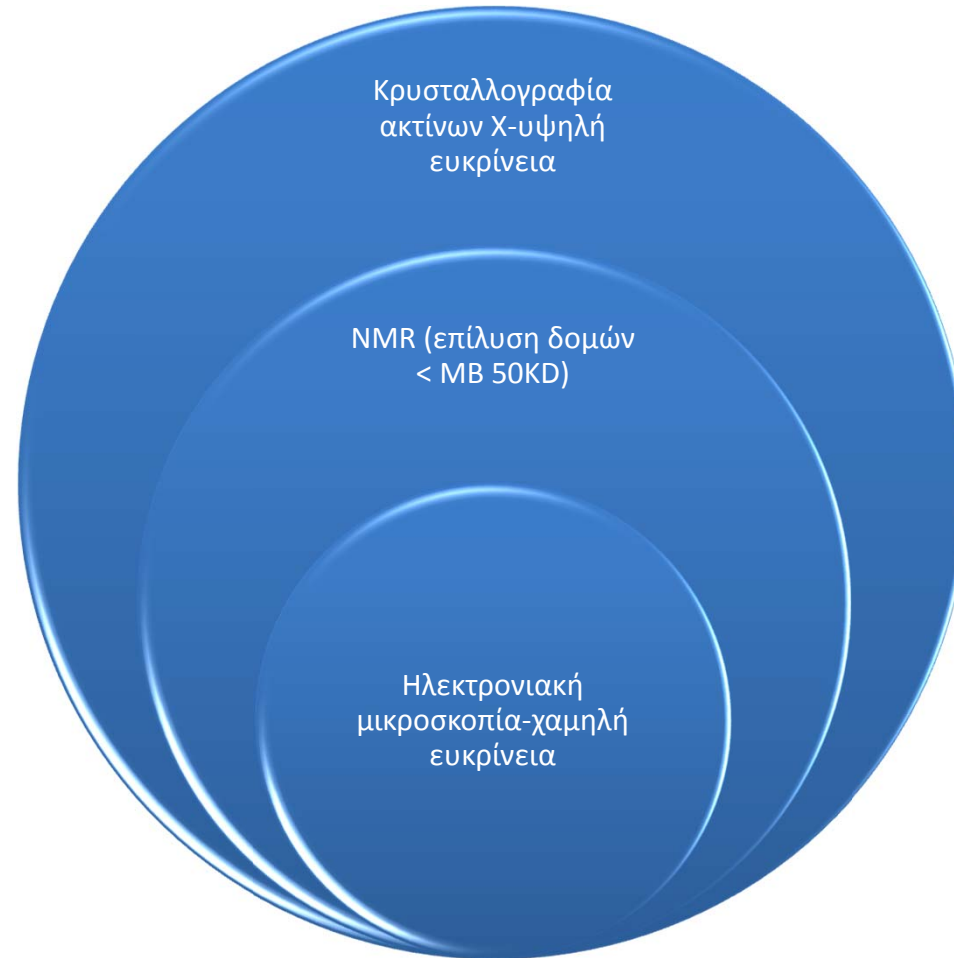 Κρυσταλλογραφία
ακτίνων Χ-υψηλή
ευκρίνεια
NMR (επίλυση δομών
< ΜΒ 50KD)
Ηλεκτρονιακή
μικροσκοπία-χαμηλή
ευκρίνεια